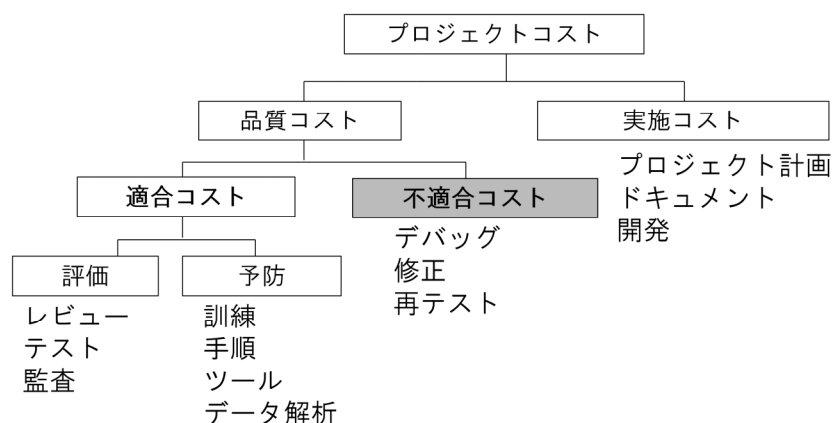 プロジェクトコスト
品質コスト
実施コスト
プロジェクト計画
ドキュメント
開発
適合コスト
不適合コスト
デバッグ
修正
再テスト
評価
予防
レビュー
テスト
監査
訓練
手順
ツール
データ解析